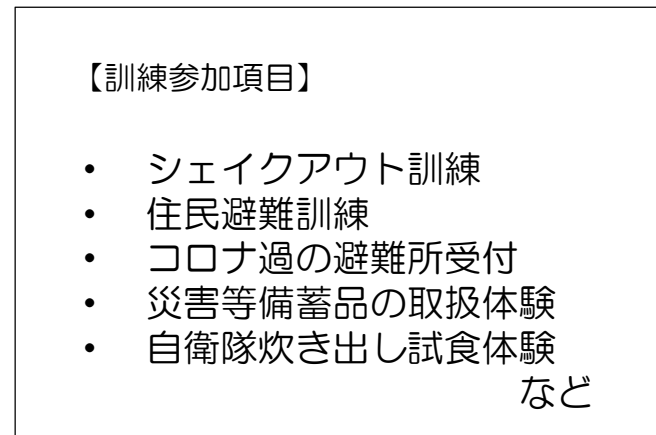 【訓練参加項目】
• シェイクアウト訓練
• 住民避難訓練
• コロナ過の避難所受付
• 災害等備蓄品の取扱体験
• 自衛隊炊き出し試食体験
など